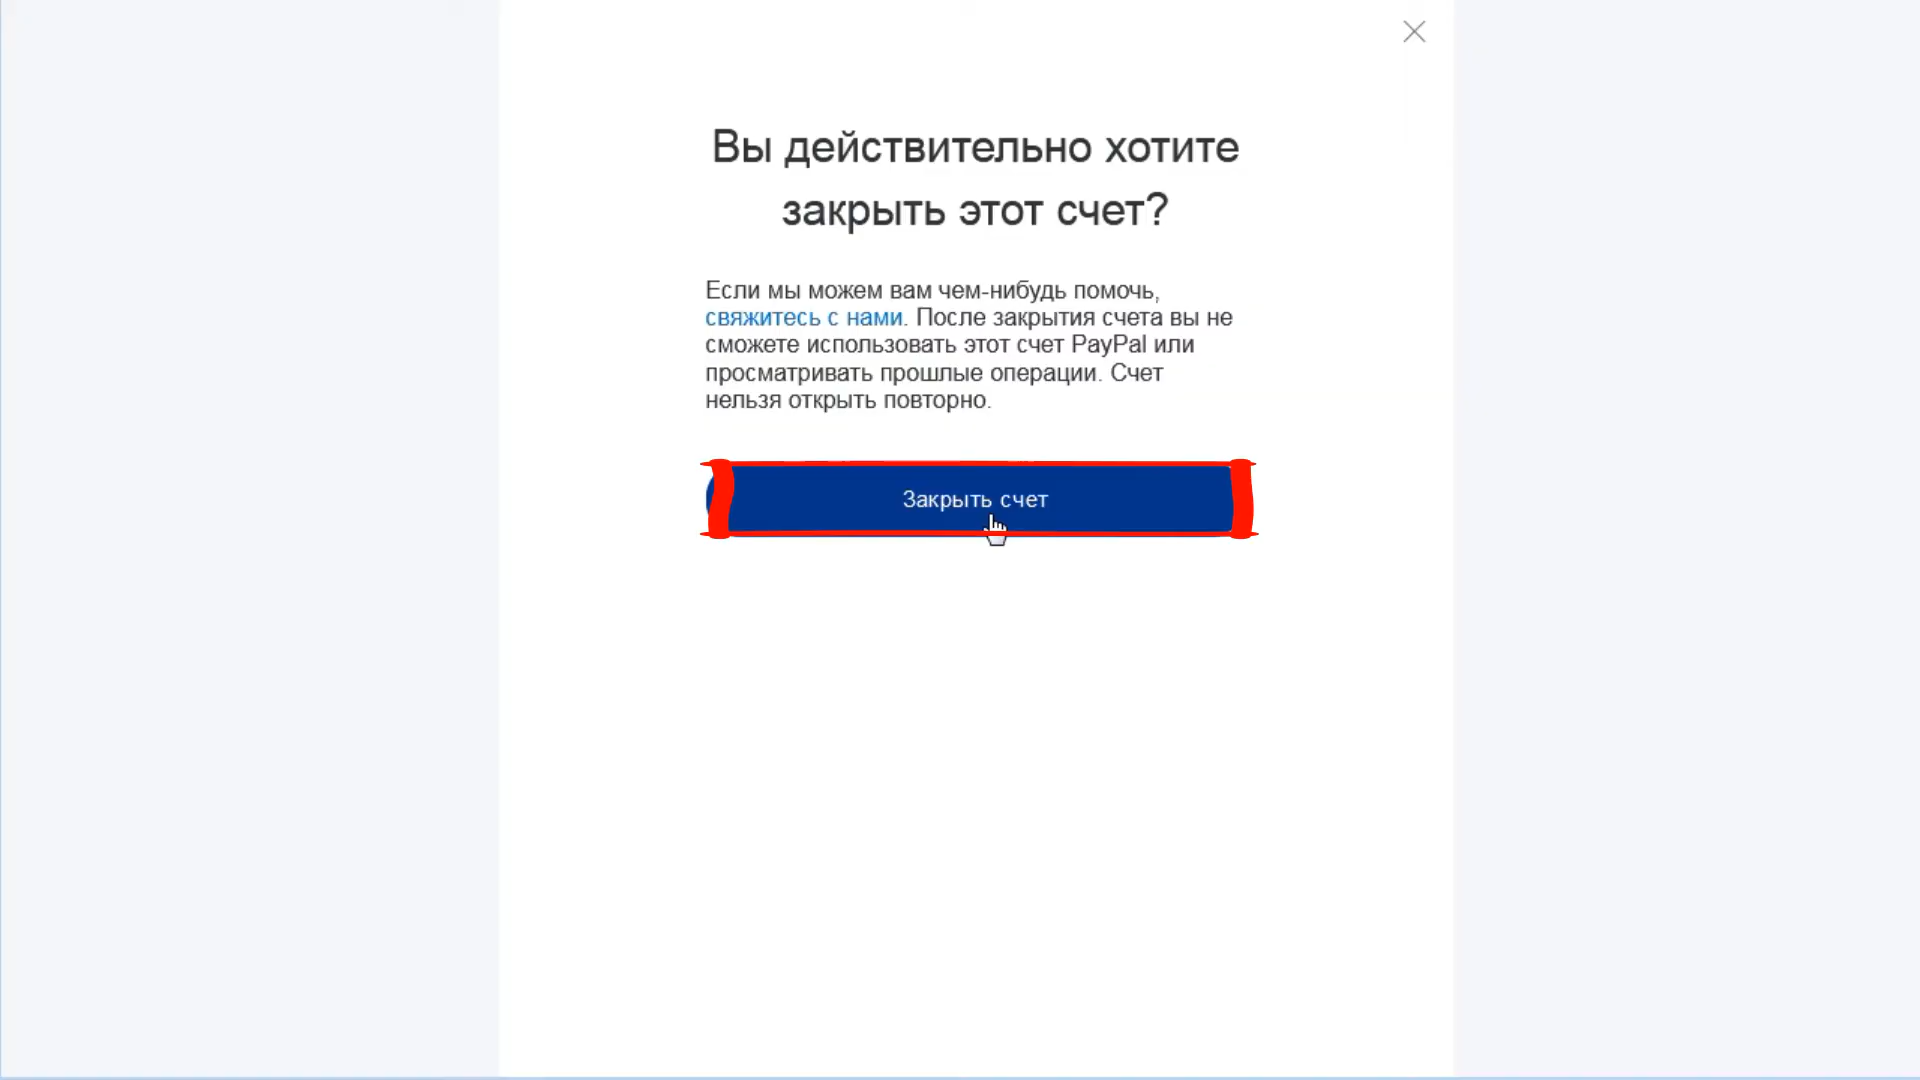 Вы действительно хотите
закрыть этот счет?
Если мы можем вам чем-нибудь помочь,
свяжитесь с нами. После закрытия счета вы не
сможете использовать этот счет PayPal или
просматривать прошлые операции. Счет
нельзя открыть повторно.
Закрыть счет